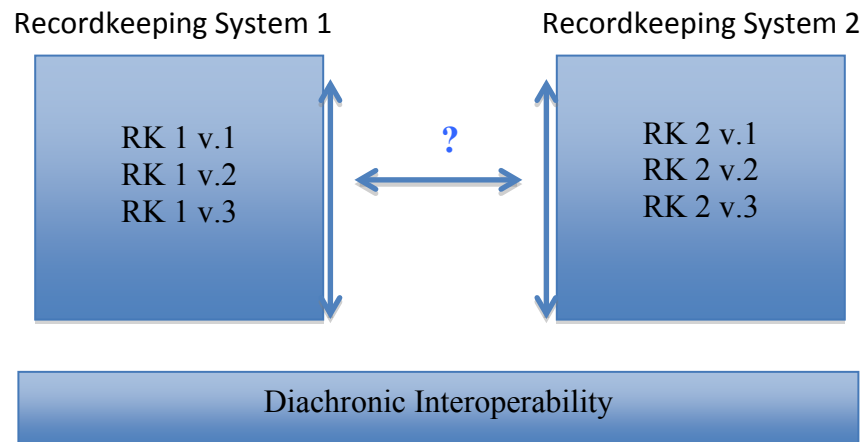 Recordkeeping System 1
Recordkeeping System 2
RK 1 v.1
RK 1 v.2
RK 1 v.3
?
RK 2 v.1
RK 2 v.2
RK 2 v.3
Diachronic Interoperability